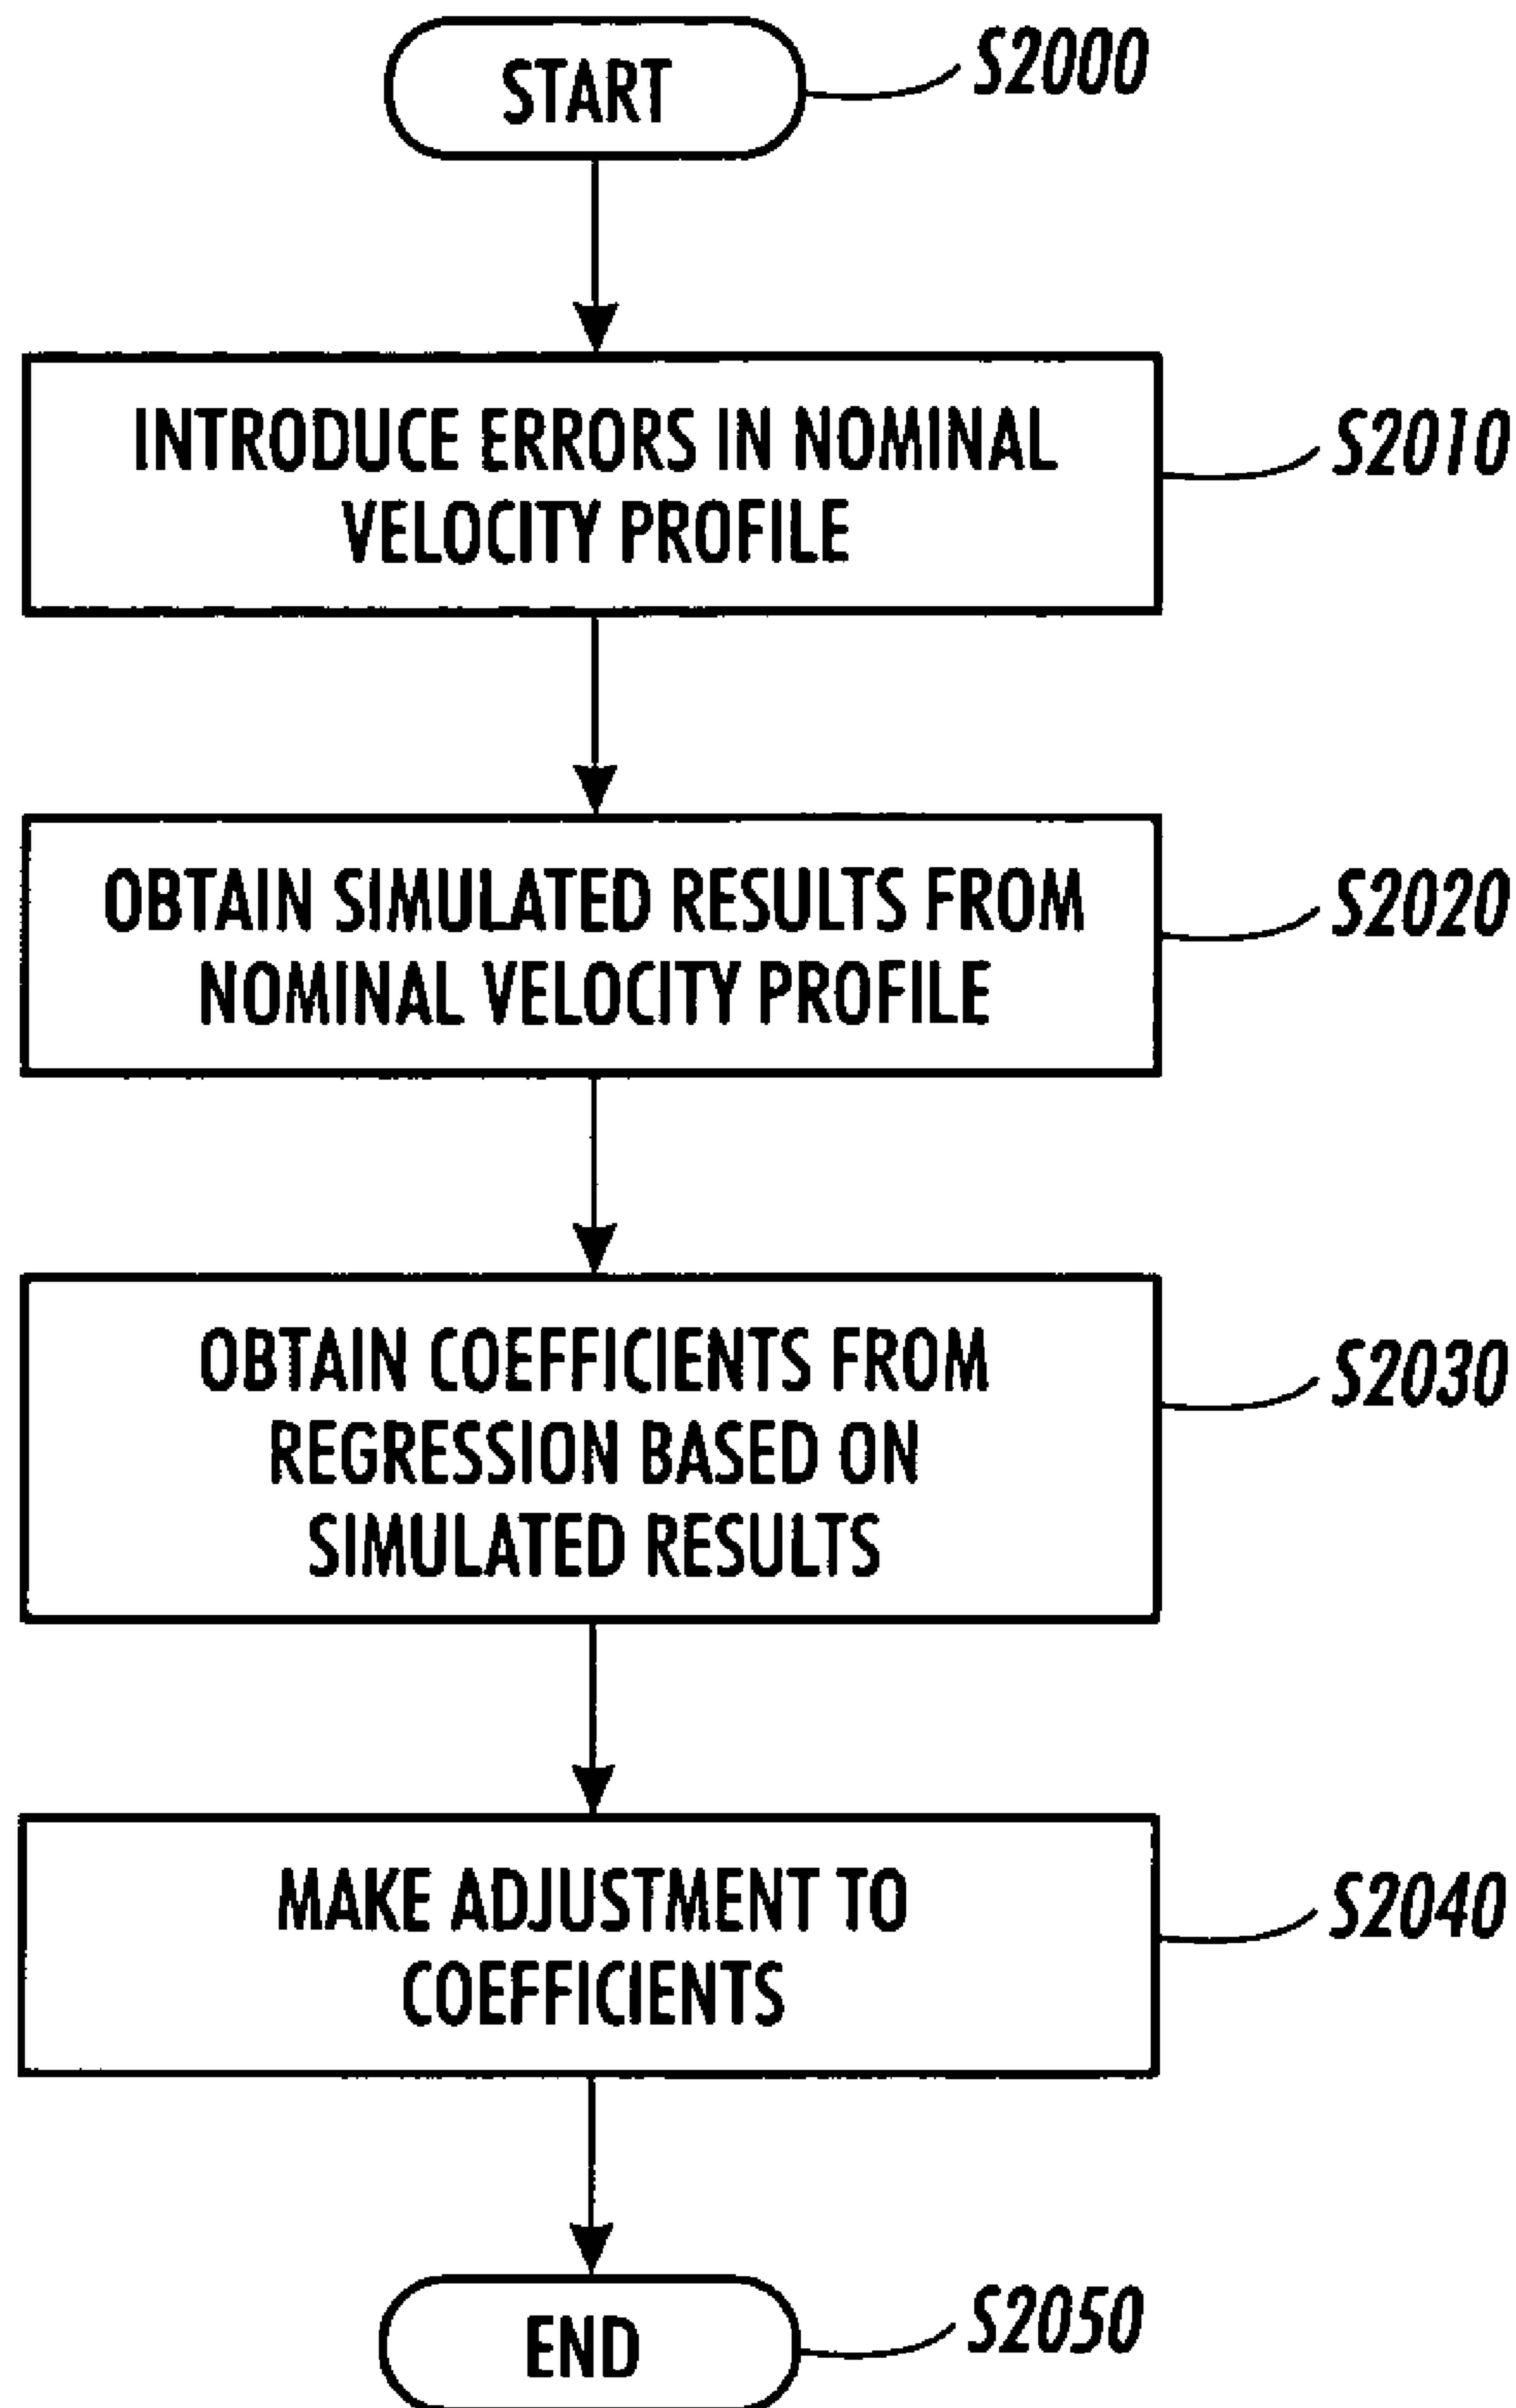 START
S2000
INTRODUCE ERRORS IN NOMINAL
VELOCITY PROFILE
S2010
OBTAIN SIMULATED RESULTS FROM
NOMINAL VELOCITY PROFILE
S2020
OBTAIN COEFFICIENTS FROM
REGRESSION BASED ON
SIMULATED RESULTS
S2030
MAKE ADJUSTMENT TO
COEFFICIENTS
S2040
END
S2050